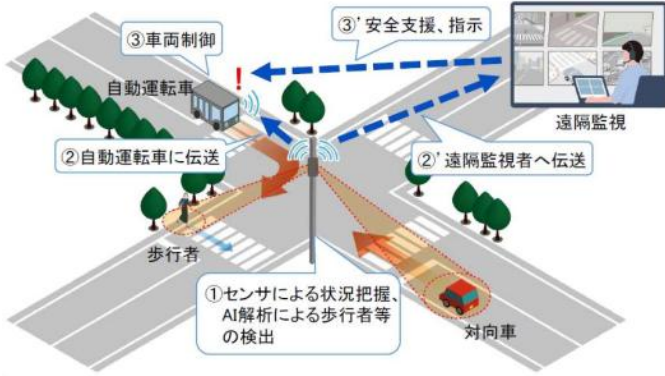 ③車両制御
③’安全支援、指示
自動運転車
!
遠隔監視
②自動運転車に伝送
②’遠隔監視者へ伝送
歩行者
①センサによる状況把握、
AI解析による歩行者等
の検出
対向車